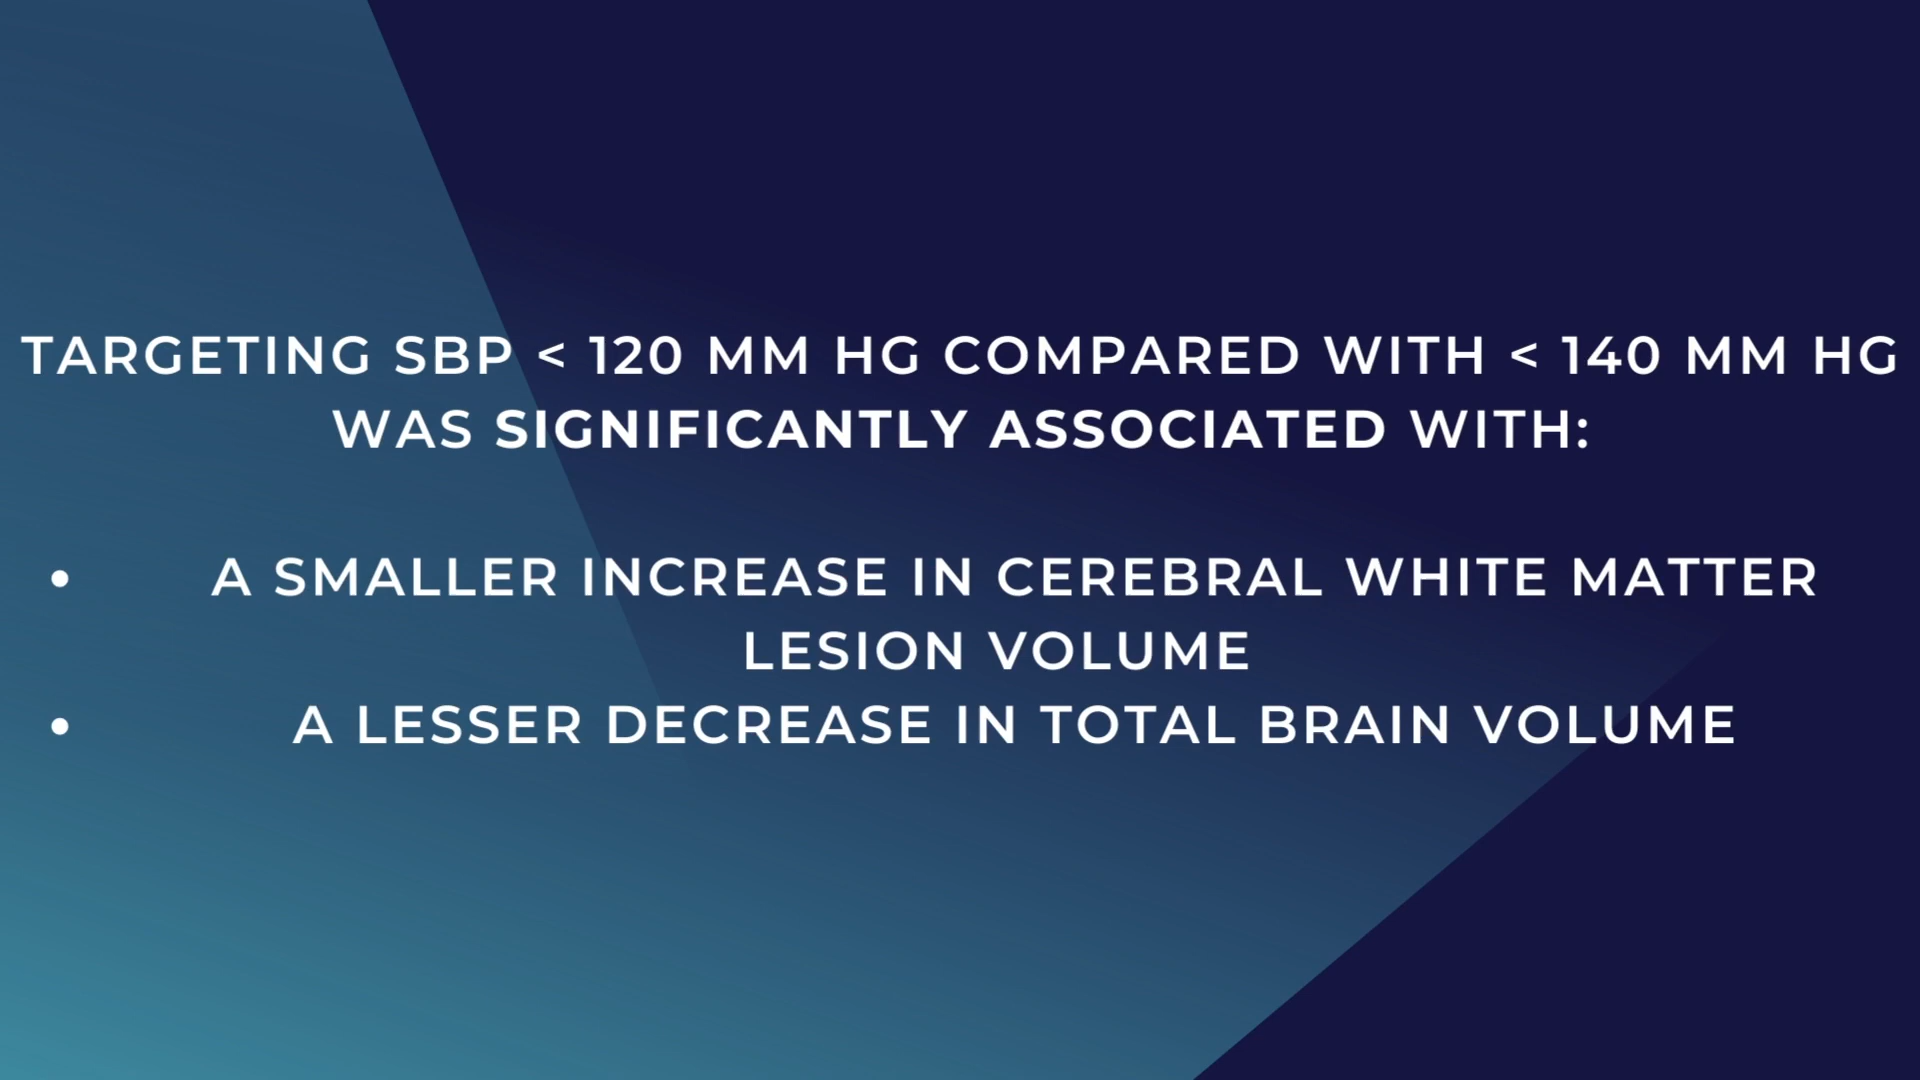 TARGETING SBP < 120 MM HG COMPARED WITH < 140 MM HG
WAS SIGNIFICANTLY ASSOCIATED WITH:
• A SMALLER INCREASE IN CEREBRAL WHITE MATTER
LESION VOLUME
• A LESSER DECREASE IN TOTAL BRAIN VOLUME